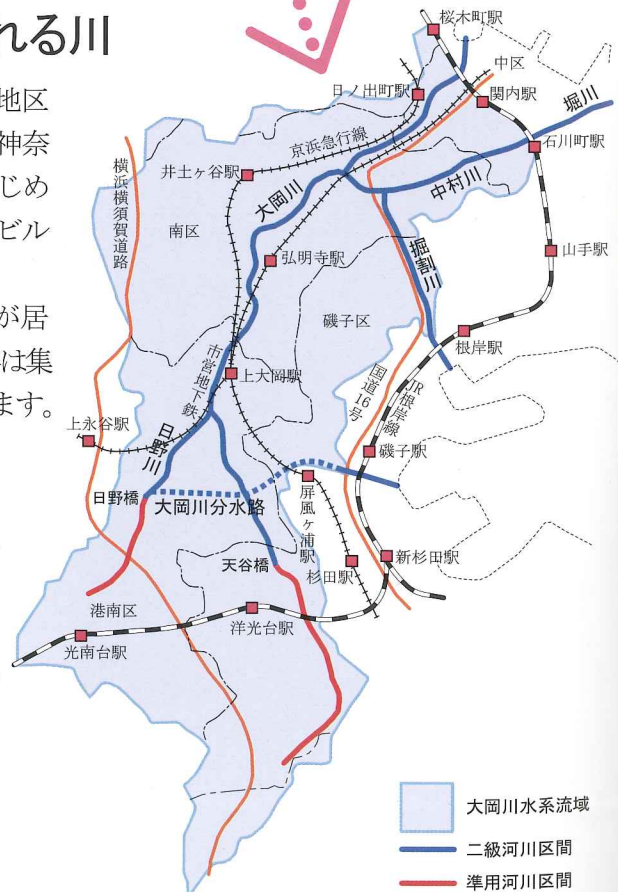 れる川
地区
神奈
じめ
ビル
が居
は集
ます。
桜木町駅
中区
日ノ出町駅
関内駅
堀川
京浜急行線
石川町駅
井土ヶ谷駅
横浜横須賀道路
大岡川
中村川
南区
弘明寺駅
堀割川
山手駅
磯子区
根岸駅
市営地下鉄
上大岡駅
国道16号
JR根岸線
上永谷駅
日野川
磯子駅
日野橋
大岡川分水路
屏風ヶ浦駅
天谷橋
杉田駅
新杉田駅
港南区
洋光台駅
光南台駅
大岡川水系流域
二級河川区間
準用河川区間